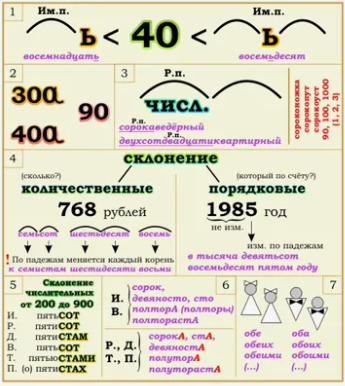 1
Им.п.
Им.п.
ь < 40 < ь
восемнадцать
восемьдесят
2
30а
90
40а
3
Р.п.
числ.
Р.п.
сорокаведёрный
Р.п.
двухсотдвадцатиквартирный
сороконожка
сорокопут
сорокоуст
90, 100, 1000
[1, 2, 3]
4
склонение
(сколько?)
количественные
768 рублей
семьсот шестьдесят восемь
! По падежам меняется каждый корень
к семистам шестидесяти восьми
(который по счёту?)
порядковые
1985 год
не изм.
изм. по падежам
в тысяча девятьсот
восемьдесят пятом году
5
Склонение
числительных
от 200 до 900
И. пятьСОТ
Р. пятиСОТ
Д. пятиСТАМ
В. пятьСОТ
Т. пятьюСТАМИ
П. (о) пятиСТАХ
И.
В.
сорок,
девяносто, сто
полторА (полторы)
полторастА
Р., Д.
Т., П.
сорокА, стА,
девяностА
полуторА
полуторастА
6
7
обе
обеих
обеими
(...)
оба
обоих
обоими
(...)